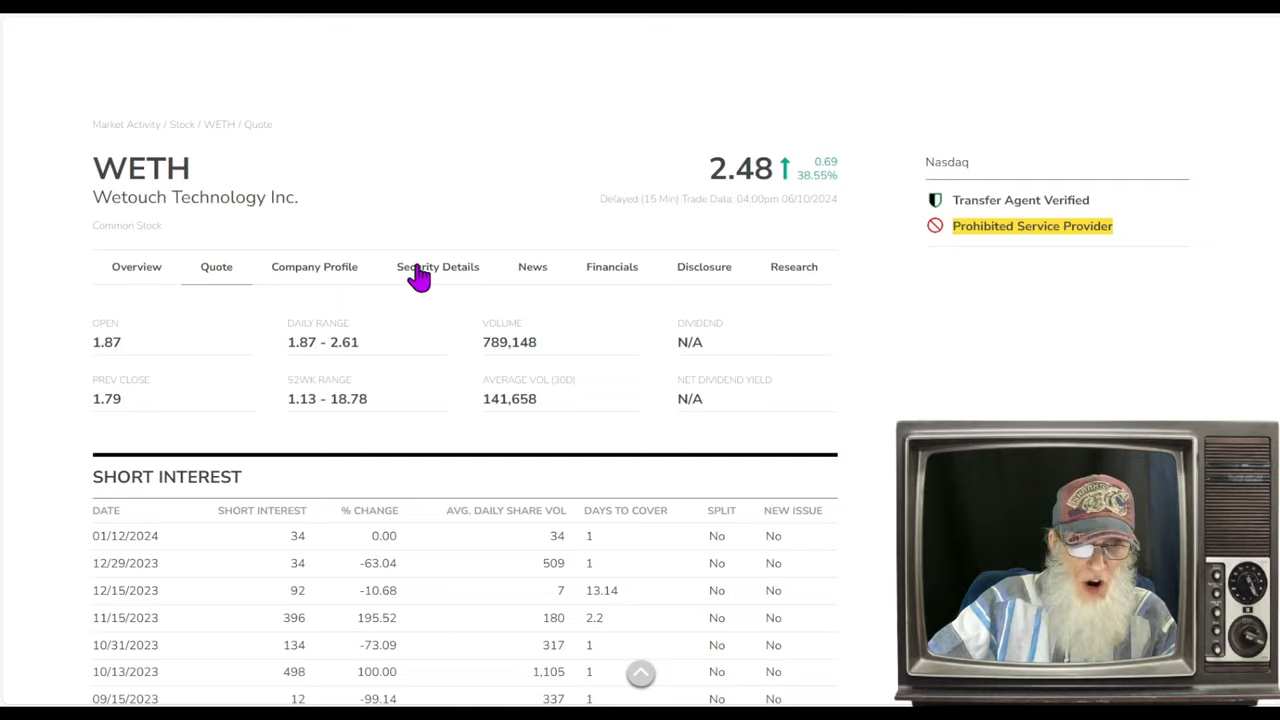 Market Activity / Stock / WETH / Quote
WETH
2.48 0.69
38.55%
Wetouch Technology Inc.
Delayed (15 Min) Trade Data: 04:00pm 06/10/2024
Common Stock
Nasdaq
Transfer Agent Verified
Prohibited Service Provider
Overview Quote Company Profile Security Details News Financials Disclosure Research
OPEN DAILY RANGE VOLUME DIVIDEND
1.87 1.87 - 2.61 789,148 N/A
PREV CLOSE 52WK RANGE AVERAGE VOL (30D) NET DIVIDEND YIELD
1.79 1.13 - 18.78 141,658 N/A
SHORT INTEREST
DATE SHORT INTEREST % CHANGE AVG. DAILY SHARE VOL DAYS TO COVER SPLIT NEW ISSUE
01/12/2024 34 0.00 34 1 No No
12/29/2023 34 -63.04 509 1 No No
12/15/2023 92 -10.68 7 13.14 No No
11/15/2023 396 195.52 180 2.2 No No
10/31/2023 134 -73.09 317 1 No No
10/13/2023 498 100.00 1,105 1 No No
09/15/2023 12 -99.14 337 1 No No